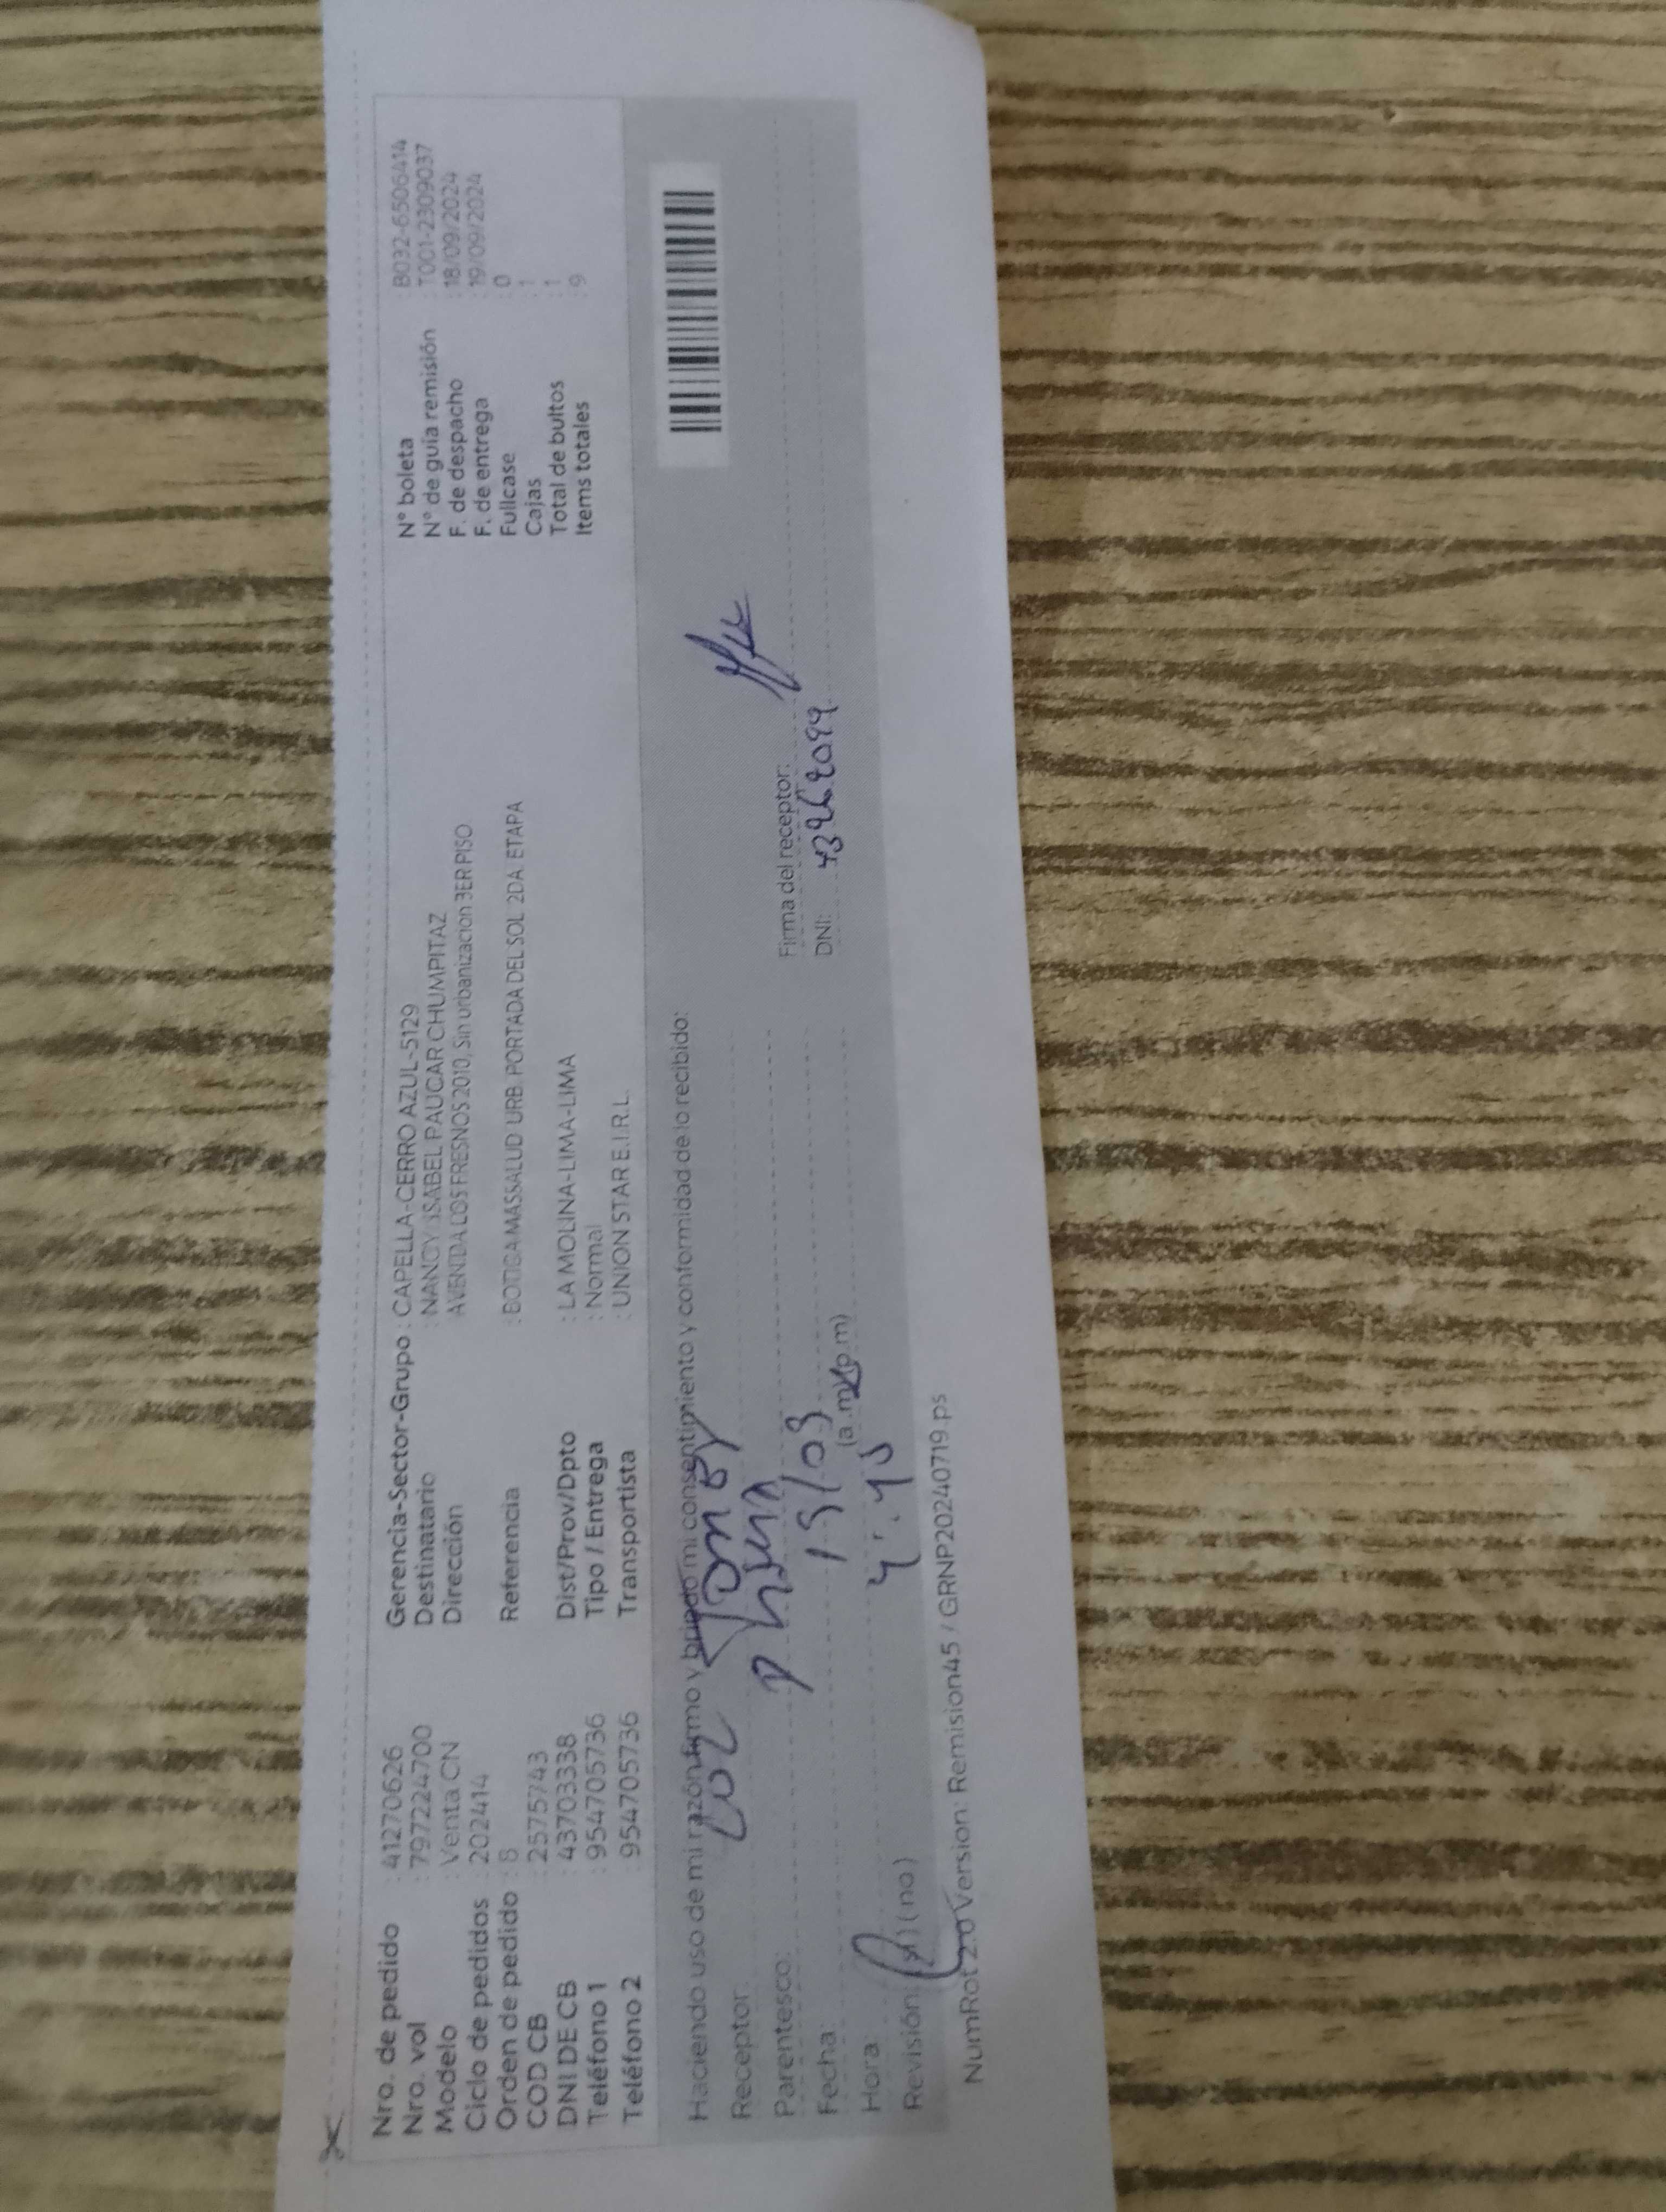 Nro. de pedido : 41270626
Nro. vol : 7972224700
Modelo : Venta CN
Ciclo de pedidos : 202414
Orden de pedido : 8
COD CB : 2575743
DNI DE CB : 43703338
Teléfono 1 : 954705736
Teléfono 2 : 954705736
Gerencia-Sector-Grupo : CAPELLA-CERRO AZUL-5129
Destinatario : NANCY ISABEL PAUCAR CHUMPITAZ
Dirección AVENIDA LOS FRESNOS 2010, Sin urbanizacion 3ER PISO
Referencia : BOTICA MASSALUD URB. PORTADA DEL SOL 2DA. ETAPA
Dist/Prov/Dpto : LA MOLINA-LIMA-LIMA
Tipo / Entrega : Normal
Transportista : UNION STAR E.I.R.L.
N° boleta : B032-6506414
N° de guía remisión : T001-2309037
F. de despacho : 18/09/2024
F. de entrega : 19/09/2024
Fullcase : 0
Cajas : 1
Total de bultos : 1
Items totales : 9
Haciendo uso de mi razón firmo y brindo mi consentimiento y conformidad de lo recibido:
Receptor: Luz
Parentesco:
Fecha:
Hora: 4:45 (a.m) (p.m)
Revisión: (si) (no)
Firma del receptor:
DNI:
NumRot 2.0 Version: Remision45 / GRNP20240719.ps